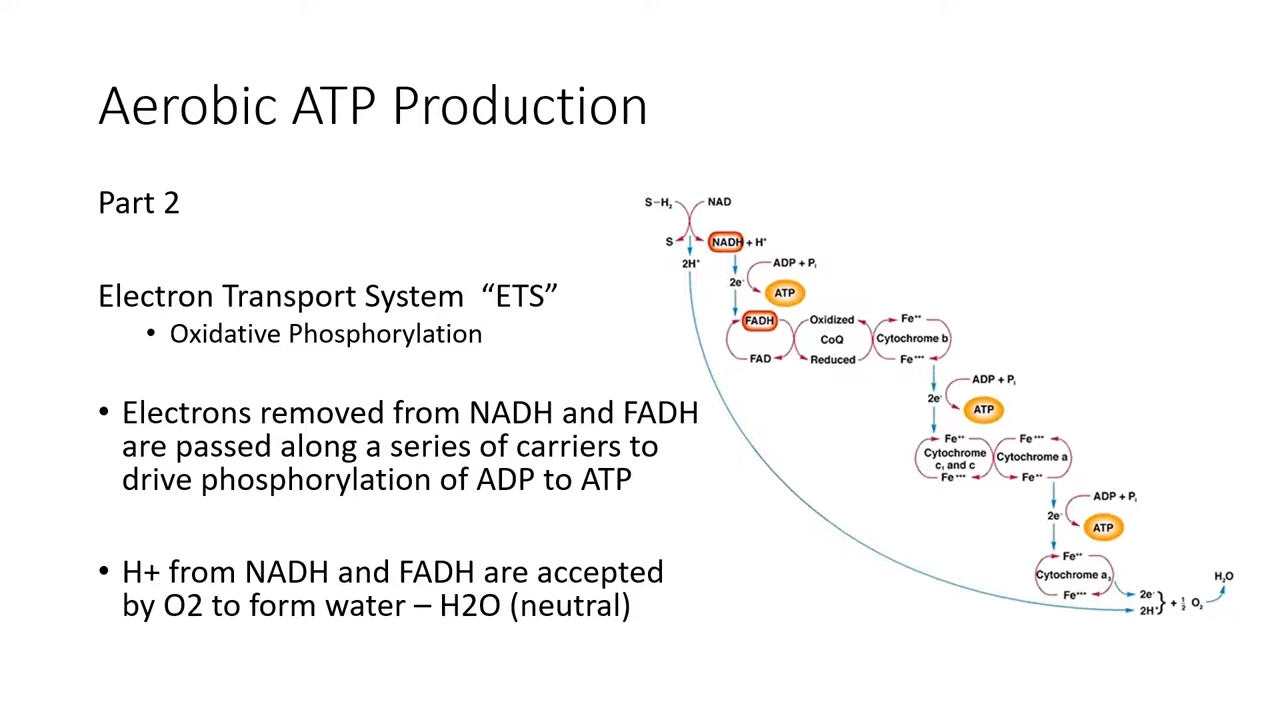 Aerobic ATP Production
Part 2
Electron Transport System “ETS”
• Oxidative Phosphorylation
• Electrons removed from NADH and FADH
are passed along a series of carriers to
drive phosphorylation of ADP to ATP
• H+ from NADH and FADH are accepted
by O2 to form water – H2O (neutral)
S–H₂ NAD
S NADH + H⁺
2H⁺
ADP + Pᵢ
2e⁻
ATP
FADH Oxidized Fe⁺⁺
CoQ Cytochrome b
FAD Reduced Fe⁺⁺⁺
ADP + Pᵢ
2e⁻
ATP
Fe⁺⁺ Fe⁺⁺⁺
Cytochrome
c₁ and c
Cytochrome a
Fe⁺⁺⁺ Fe⁺⁺
ADP + Pᵢ
2e⁻
ATP
Fe⁺⁺
Cytochrome a₃
Fe⁺⁺⁺
H₂O
2e⁻
2H⁺ } + ½ O₂